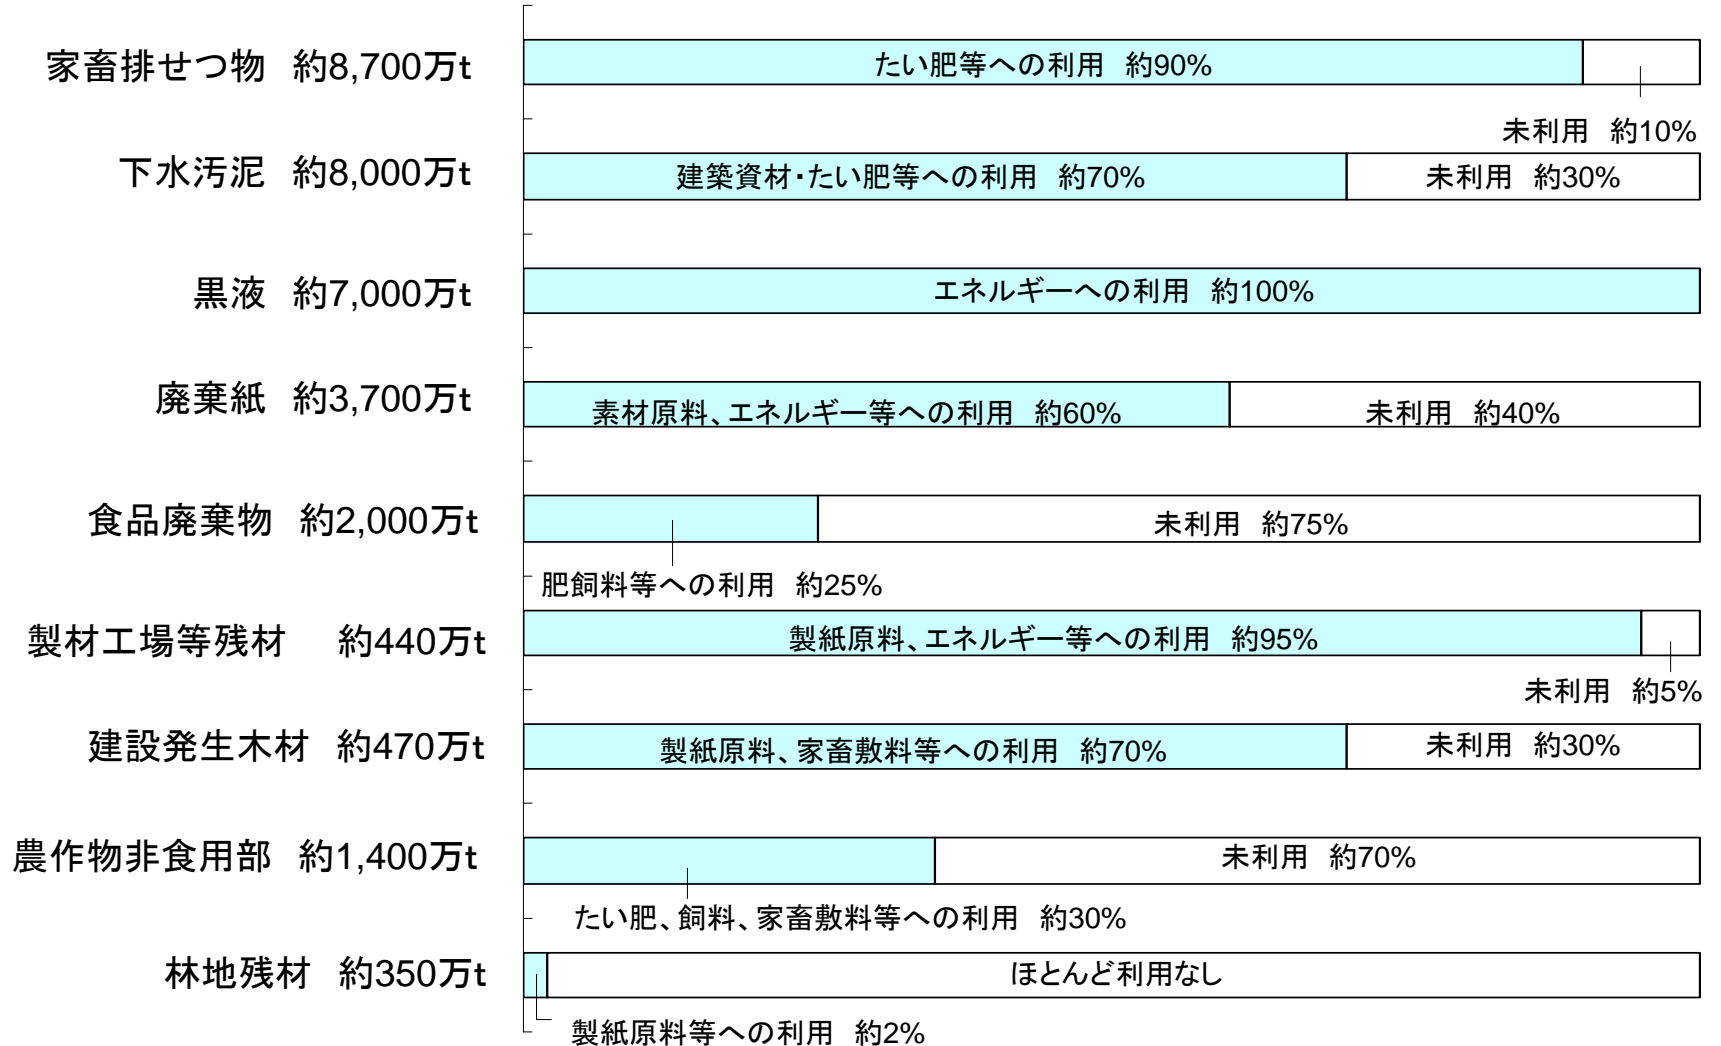 家畜排せつ物　約8,700万t
たい肥等への利用　約90%
未利用　約10%
下水汚泥　約8,000万t
建築資材・たい肥等への利用　約70%
未利用　約30%
黒液　約7,000万t
エネルギーへの利用　約100%
廃棄紙　約3,700万t
素材原料、エネルギー等への利用　約60%
未利用　約40%
食品廃棄物　約2,000万t
未利用　約75%
肥飼料等への利用　約25%
製材工場等残材　約440万t
製紙原料、エネルギー等への利用　約95%
未利用　約5%
建設発生木材　約470万t
製紙原料、家畜敷料等への利用　約70%
未利用　約30%
農作物非食用部　約1,400万t
未利用　約70%
たい肥、飼料、家畜敷料等への利用　約30%
林地残材　約350万t
ほとんど利用なし
製紙原料等への利用　約2%